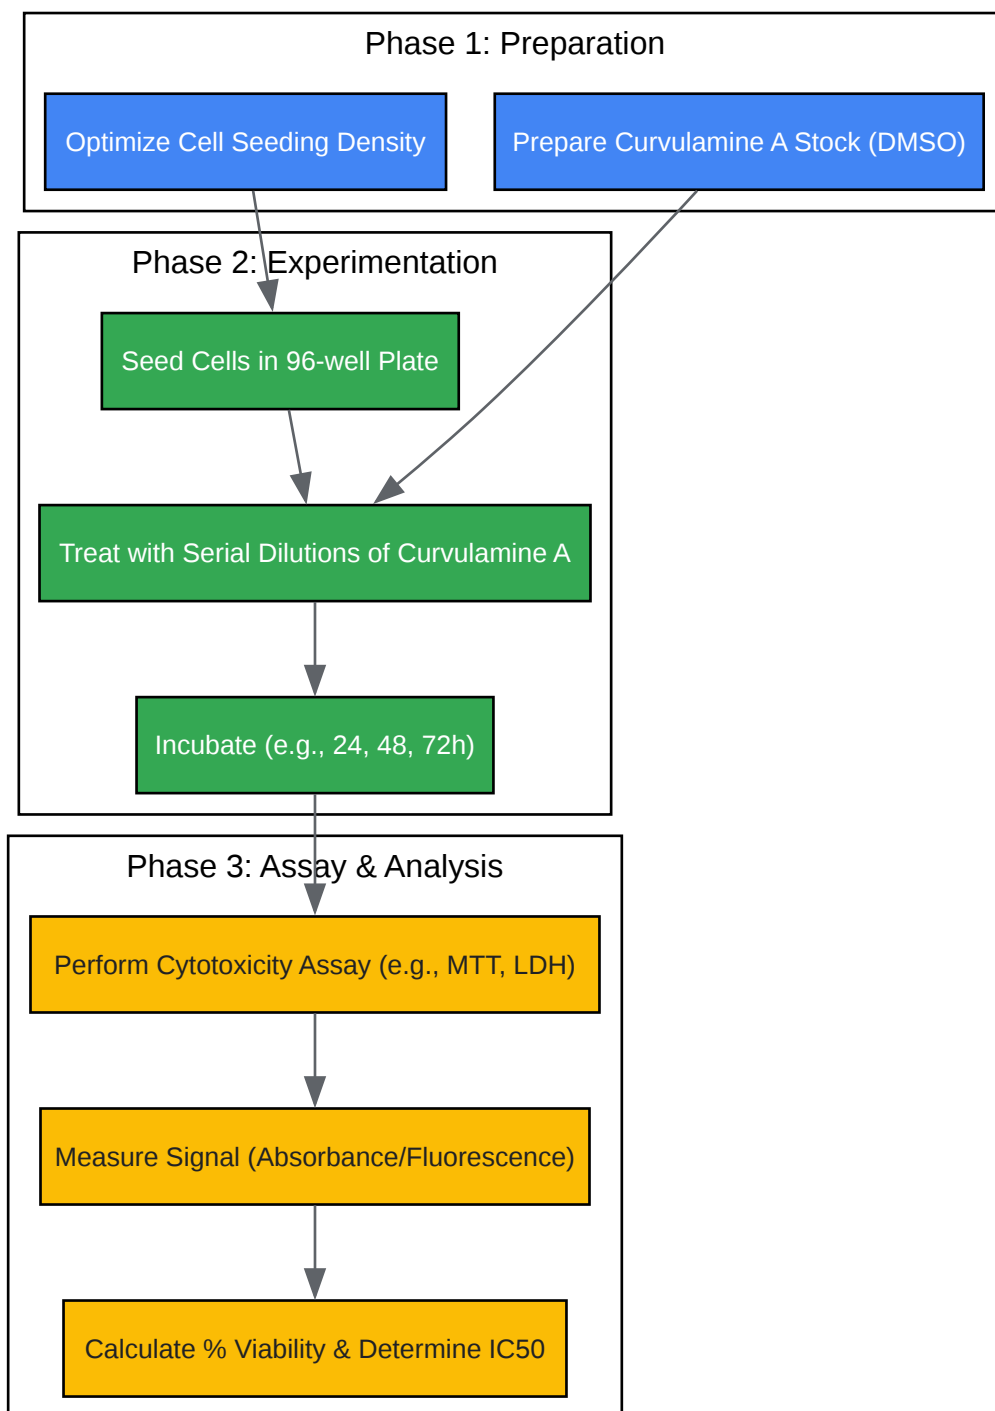 Phase 1: Preparation
Optimize Cell Seeding Density
Prepare Curvulamine A Stock (DMSO)
Phase 2: Experimentation
Seed Cells in 96-well Plate
Treat with Serial Dilutions of Curvulamine A
Incubate (e.g., 24, 48, 72h)
Phase 3: Assay & Analysis
Perform Cytotoxicity Assay (e.g., MTT, LDH)
Measure Signal (Absorbance/Fluorescence)
Calculate % Viability & Determine IC50